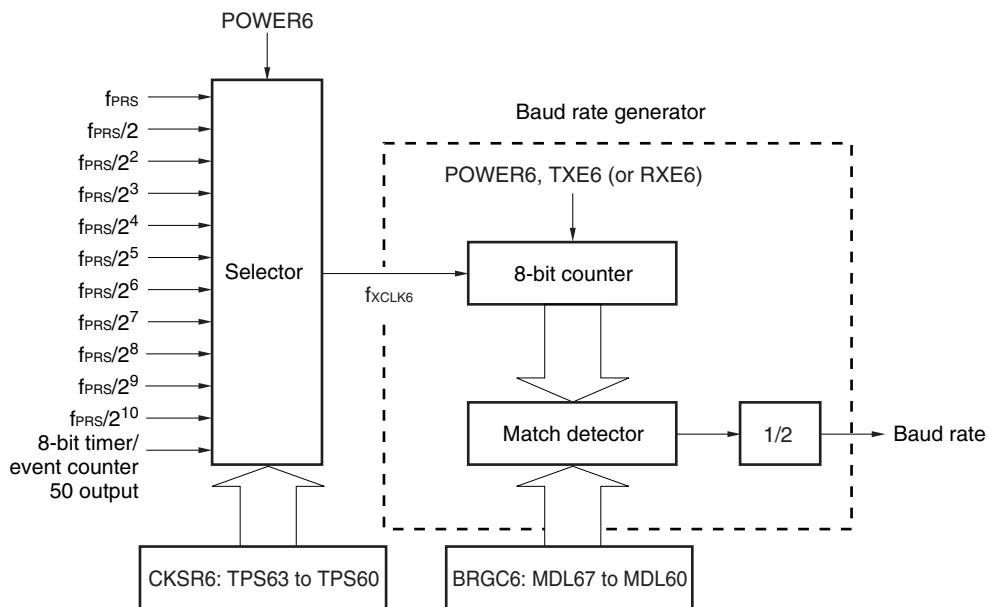 POWER6
fPRS
fPRS/2
fPRS/2²
fPRS/2³
fPRS/2⁴
fPRS/2⁵
fPRS/2⁶
fPRS/2⁷
fPRS/2⁸
fPRS/2⁹
fPRS/2¹⁰
8-bit timer/
event counter
50 output
Selector
fXCLK6
Baud rate generator
POWER6, TXE6 (or RXE6)
8-bit counter
Match detector
1/2
Baud rate
CKSR6: TPS63 to TPS60
BRGC6: MDL67 to MDL60